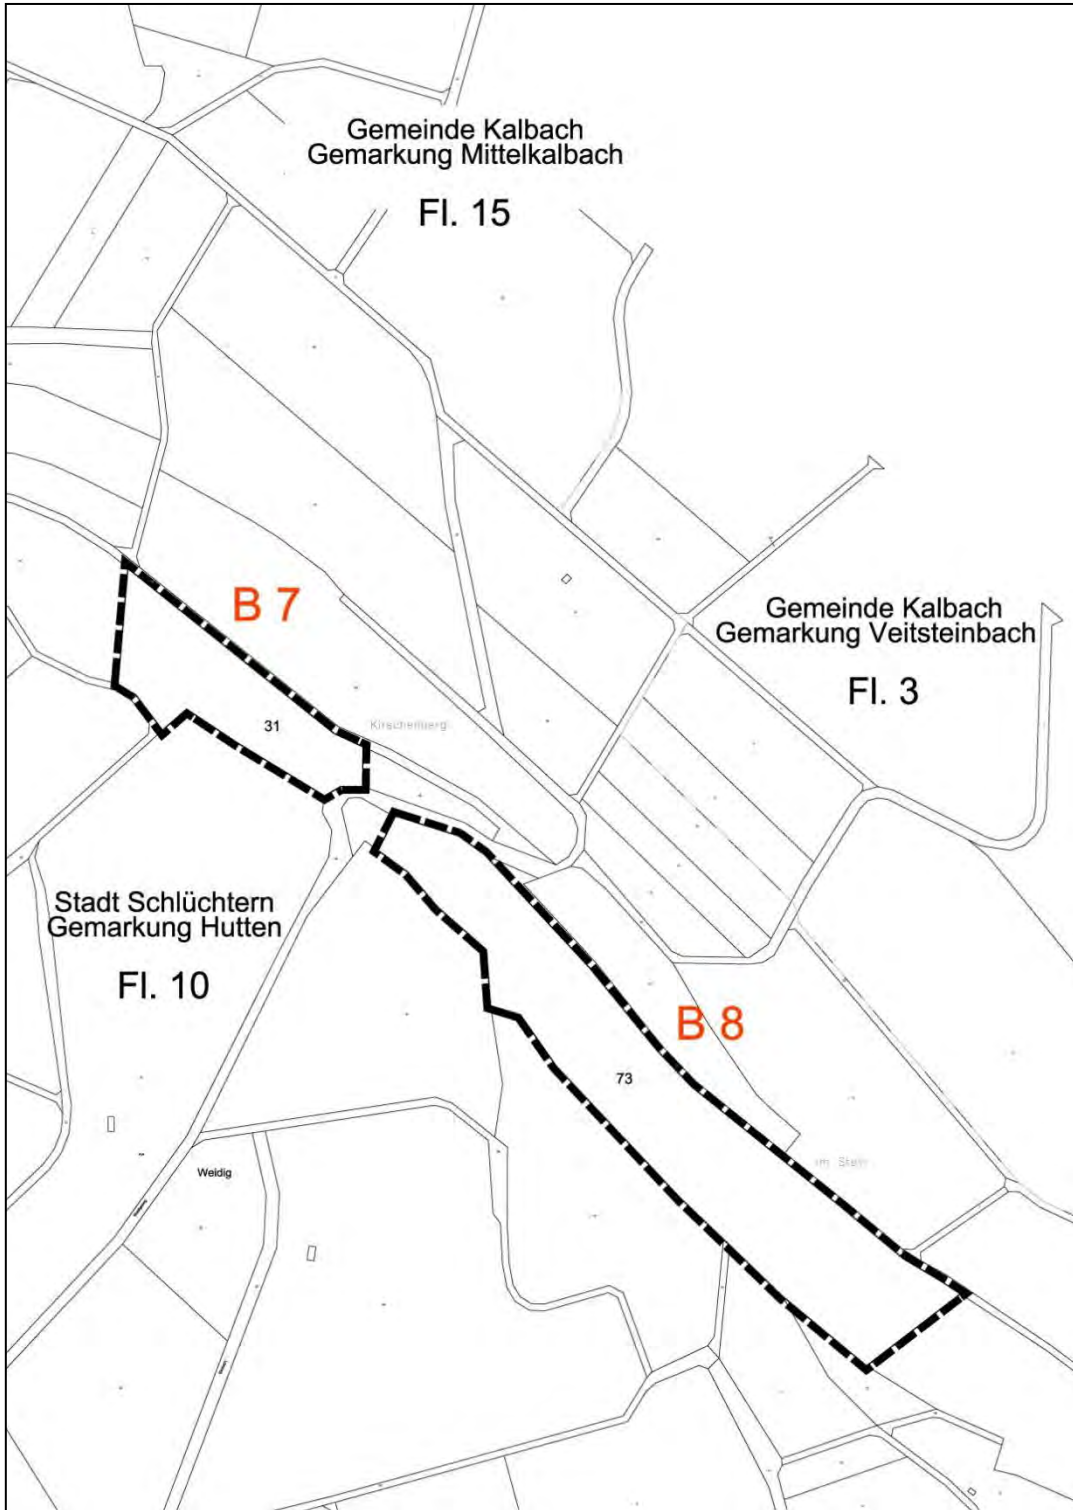 Gemeinde Kalbach
Gemarkung Mittelkalbach
Fl. 15
B 7
Gemeinde Kalbach
Gemarkung Veitsteinbach
Fl. 3
31
Kirschenberg
Stadt Schlüchtern
Gemarkung Hutten
Fl. 10
B 8
73
Im Stein
Weidig